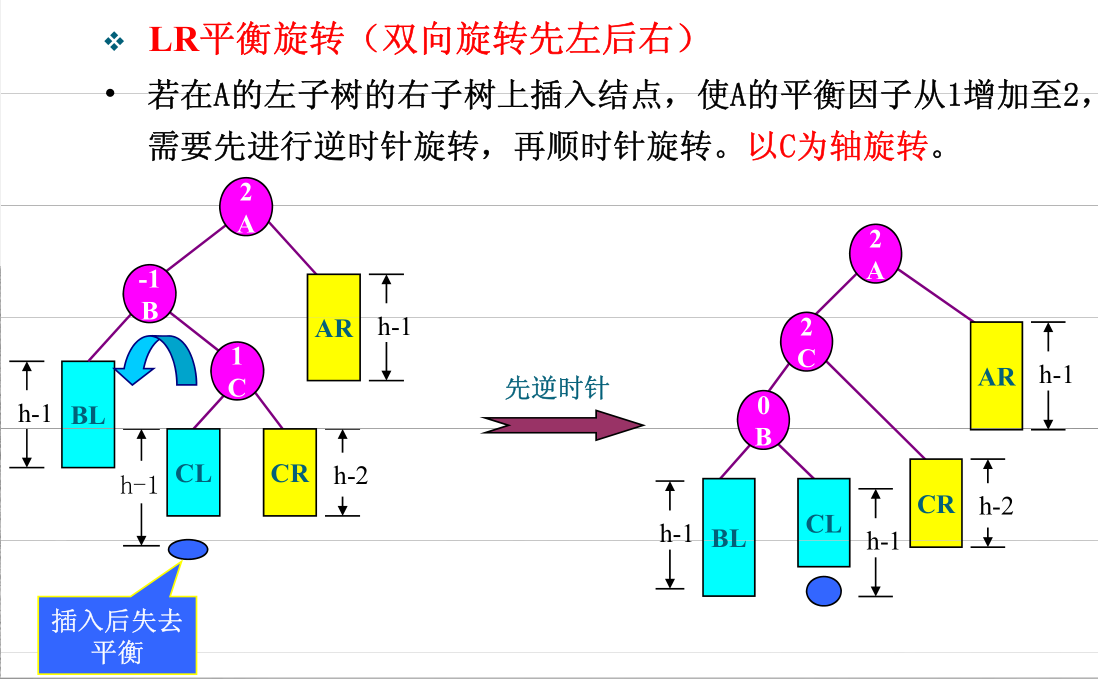 LR平衡旋转（双向旋转先左后右）
若在A的左子树的右子树上插入结点，使A的平衡因子从1增加至2，
需要先进行逆时针旋转，再顺时针旋转。以C为轴旋转。
2
A
-1
B
1
C
AR
h-1
BL
h-1
CL
h-1
CR
h-2
插入后失去
平衡
先逆时针
2
A
2
C
0
B
AR
h-1
CR
h-2
BL
h-1
CL
h-1